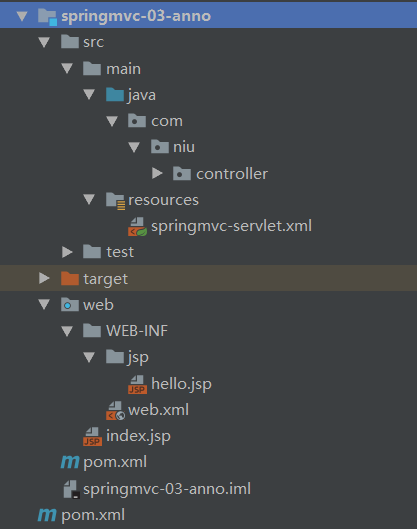 springmvc-03-anno
src
main
java
com
niu
controller
resources
springmvc-servlet.xml
test
target
web
WEB-INF
jsp
hello.jsp
web.xml
index.jsp
pom.xml
springmvc-03-anno.iml
pom.xml